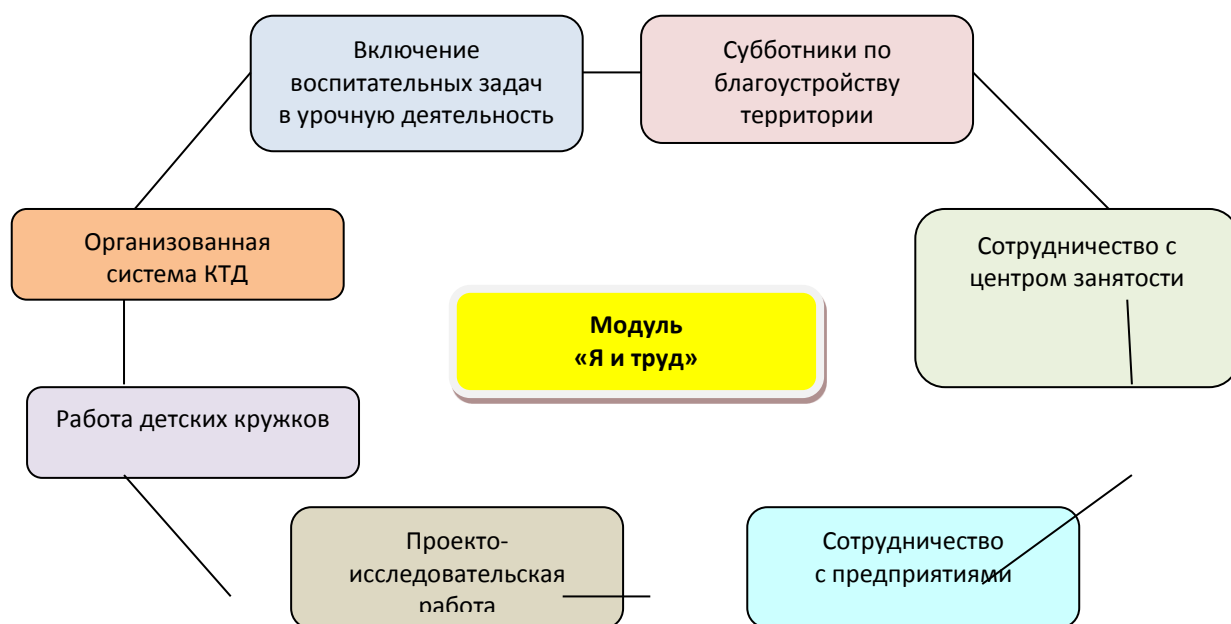 Включение
воспитательных задач
в урочную деятельность
Субботники по
благоустройству
территории
Организованная
система КТД
Сотрудничество с
центром занятости
Модуль
«Я и труд»
Работа детских кружков
Проекто-
исследовательская
работа
Сотрудничество
с предприятиями